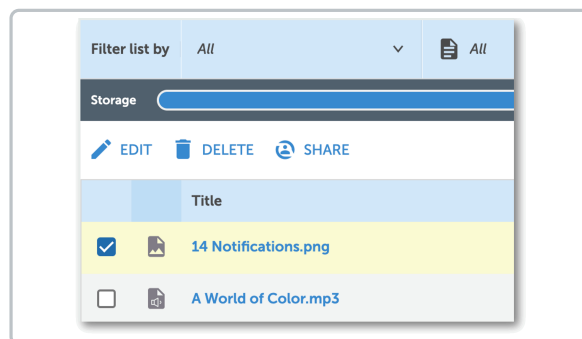 Filter list by All All
Storage
EDIT DELETE SHARE
Title
14 Notifications.png
A World of Color.mp3